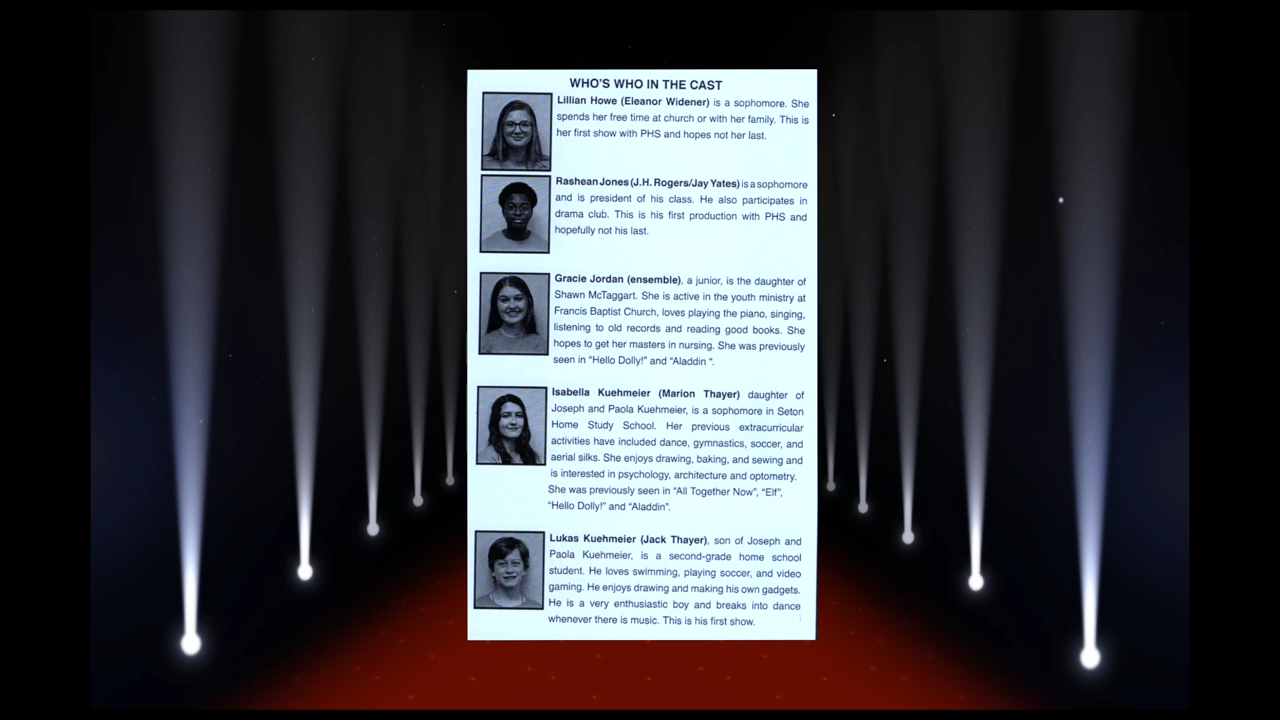 WHO'S WHO IN THE CAST
Lillian Howe (Eleanor Widener) is a sophomore. She
spends her free time at church or with her family. This is
her first show with PHS and hopes not her last.
Rashean Jones (J.H. Rogers/Jay Yates) is a sophomore
and is president of his class. He also participates in
drama club. This is his first production with PHS and
hopefully not his last.
Gracie Jordan (ensemble), a junior, is the daughter of
Shawn McTaggart. She is active in the youth ministry at
Francis Baptist Church, loves playing the piano, singing,
listening to old records and reading good books. She
hopes to get her masters in nursing. She was previously
seen in "Hello Dolly!" and "Aladdin “.
Isabella Kuehmeier (Marion Thayer) daughter of
Joseph and Paola Kuehmeier, is a sophomore in Seton
Home Study School. Her previous extracurricular
activities have included dance, gymnastics, soccer, and
aerial silks. She enjoys drawing, baking, and sewing and
is interested in psychology, architecture and optometry.
She was previously seen in “All Together Now”, “Elf”,
“Hello Dolly!” and “Aladdin”.
Lukas Kuehmeier (Jack Thayer), son of Joseph and
Paola Kuehmeier, is a second-grade home school
student. He loves swimming, playing soccer, and video
gaming. He enjoys drawing and making his own gadgets.
He is a very enthusiastic boy and breaks into dance
whenever there is music. This is his first show.